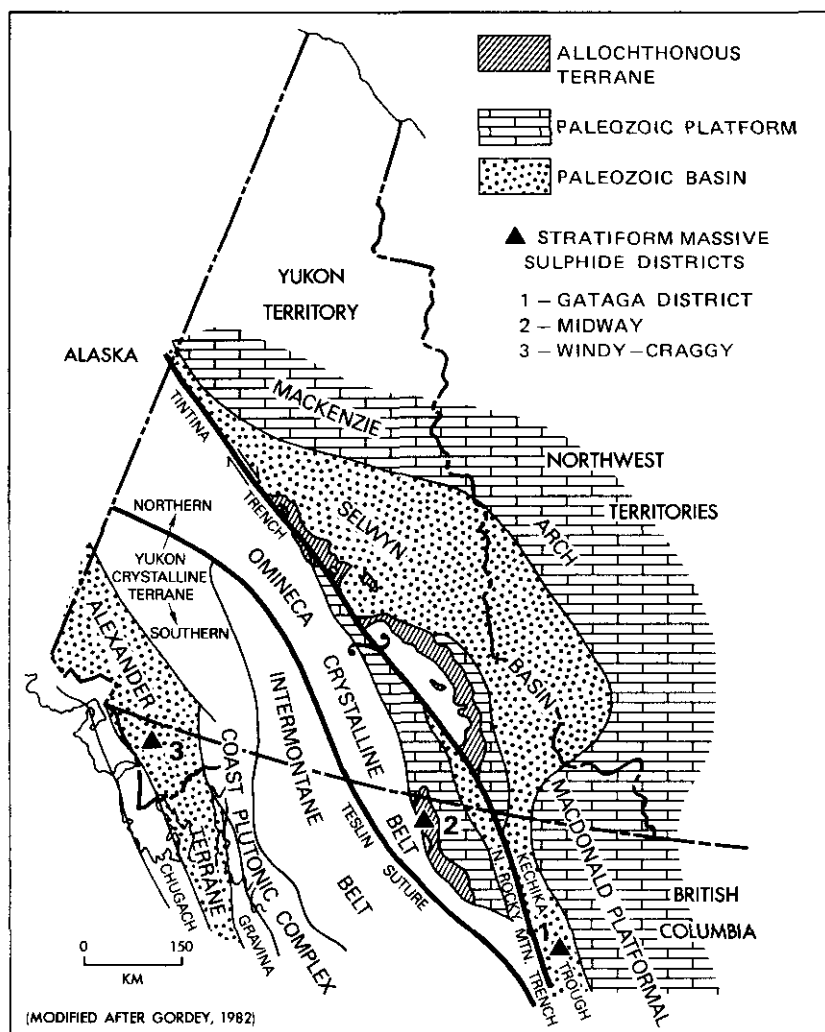 ALLOCHTHONOUS
TERRANE
PALEOZOIC PLATFORM
PALEOZOIC BASIN
STRATIFORM MASSIVE
SULPHIDE DISTRICTS
1 – GATAGA DISTRICT
2 – MIDWAY
3 – WINDY – CRAGGY
YUKON
TERRITORY
ALASKA
MACKENZIE
ARCH
NORTHWEST
TERRITORIES
TINTINA
TRENCH
SELWYN
BASIN
NORTHERN
YUKON
CRYSTALLINE
TERRANE
SOUTHERN
OMINECA
CRYSTALLINE
BELT
INTERMONTANE
BELT
TESLIN
SUTURE
ALEXANDER
TERRANE
3
COAST PLUTONIC COMPLEX
CHUGACH
GRAVINA
2
N. ROCKY MTN. TRENCH
KECHIKA
TROUGH
1
MACDONALD PLATFORMAL
BRITISH
COLUMBIA
0 150
KM
(MODIFIED AFTER GORDEY, 1982)